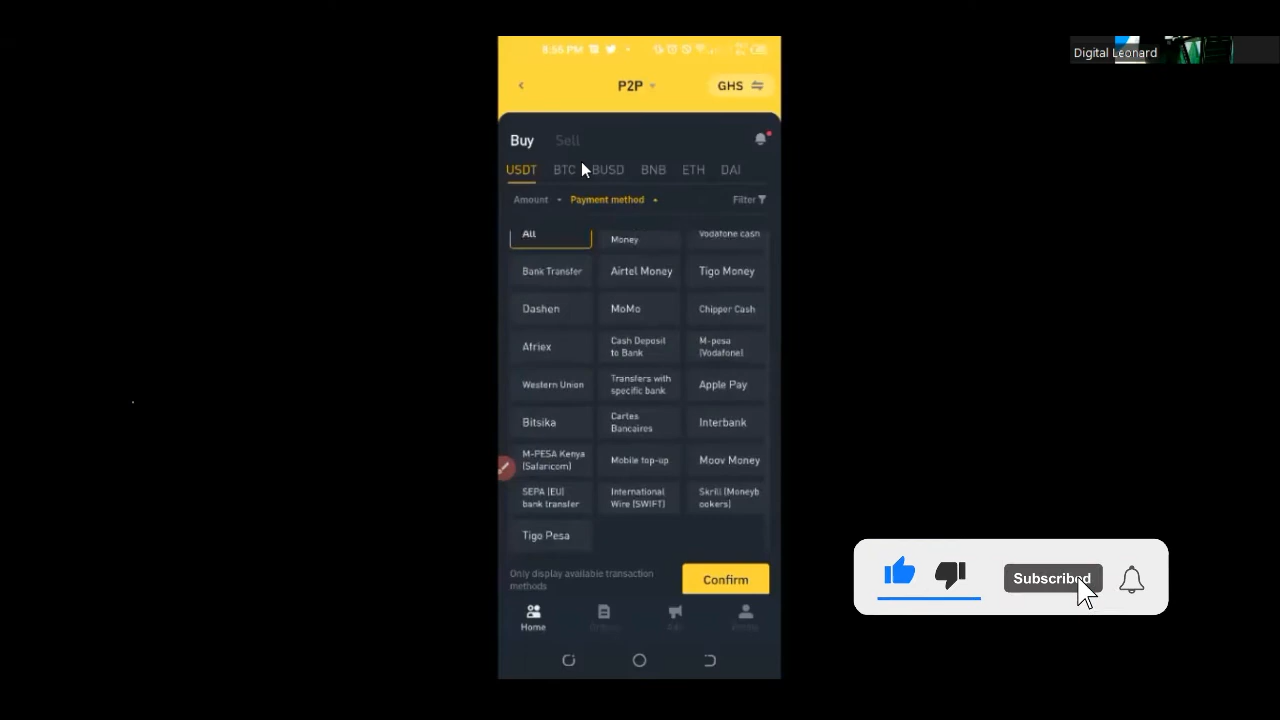 Digital Leonard
8:56 PM
P2P
GHS
Buy
Sell
USDT
BTC
BUSD
BNB
ETH
DAI
Amount
Payment method
Filter
All
Money
Vodafone cash
Bank Transfer
Airtel Money
Tigo Money
Dashen
MoMo
Chipper Cash
Afriex
Cash Deposit
to Bank
M-pesa
(Vodafone)
Western Union
Transfers with
specific bank
Apple Pay
Bitsika
Cartes
Bancaires
Interbank
M-PESA Kenya
(Safaricom)
Mobile top-up
Moov Money
SEPA (EU)
bank transfer
International
Wire (SWIFT)
Skrill (Moneyb
ookers)
Tigo Pesa
Only display available transaction
methods
Confirm
Home
Subscribed